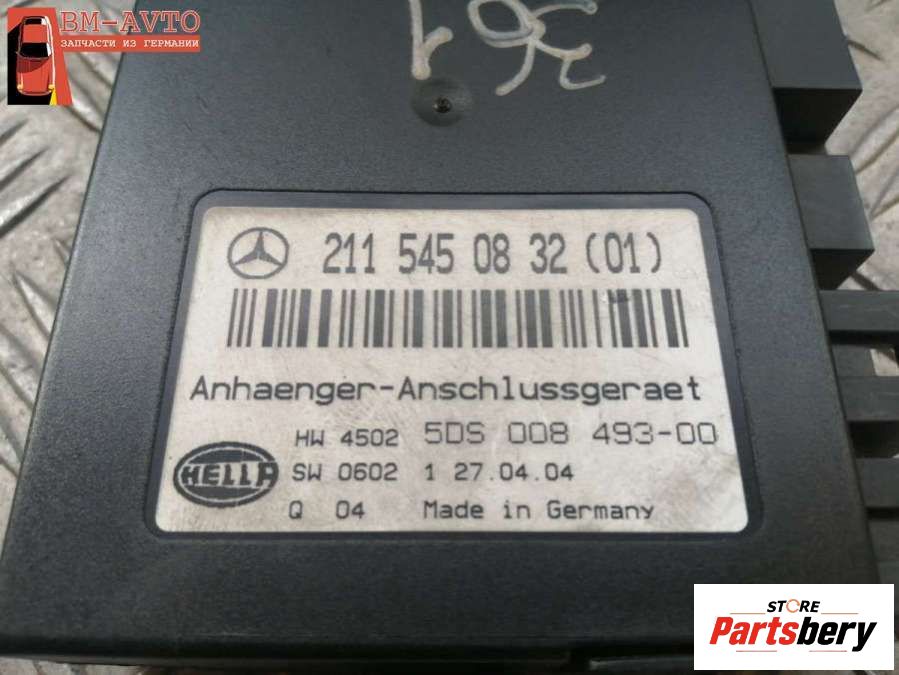 BM-AVTO
ЗАПЧАСТИ ИЗ ГЕРМАНИИ
361
211 545 08 32 (01)
Anhaenger-Anschlussgeraet
HW 4502 5DS 008 493-00
HELLA
SW 0602 1 27.04.04
Q 04 Made in Germany
STORE
Partsbery